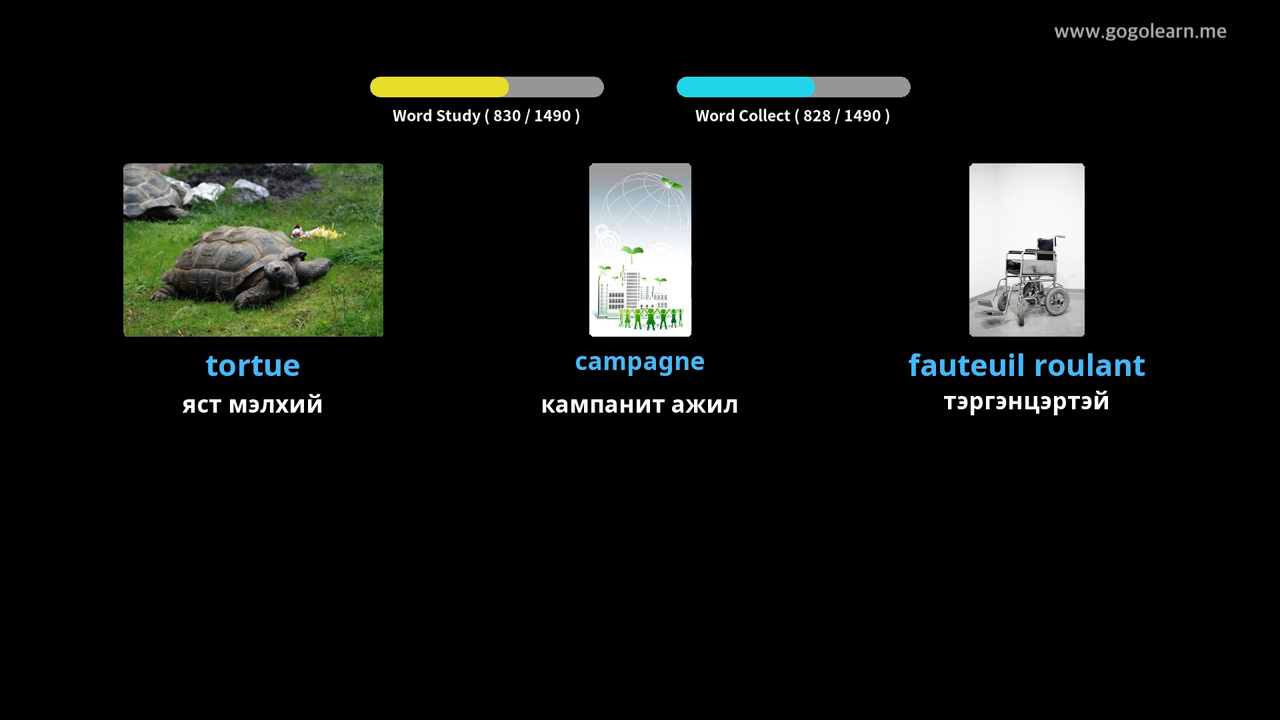 www.gogolearn.me
Word Study ( 830 / 1490 )
Word Collect ( 828 / 1490 )
tortue
campagne
fauteuil roulant
яст мэлхий
кампанит ажил
тэргэнцэртэй